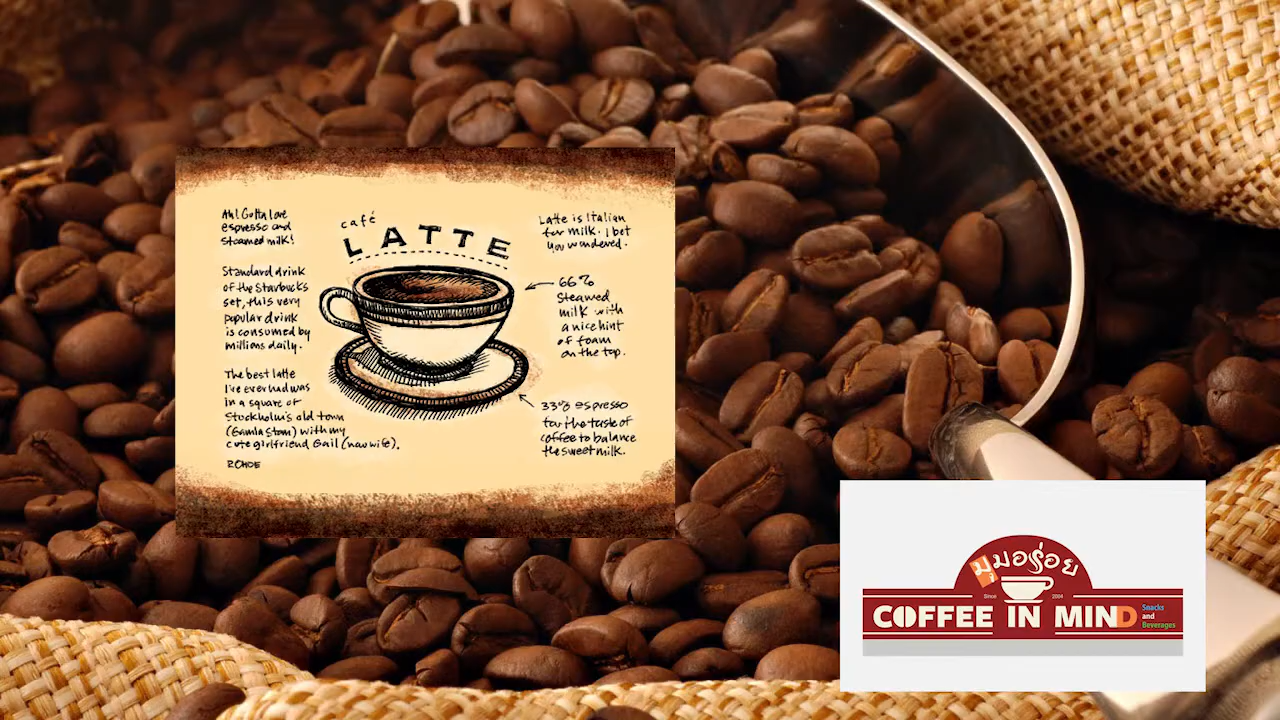 Ah! Gotta love
espresso and
steamed milk!
Standard drink
of the Starbucks
set, this very
popular drink
is consumed by
millions daily.
The best latte
I've ever had was
in a square of
Stockholm's old town
(Gamla Stan) with my
cute girlfriend Gail (now wife).
ROHDE
café
LATTE
Latte is Italian
for milk. I bet
you wondered.
66%
Steamed
milk with
a nice hint
of foam
on the top.
33% espresso
for the taste of
coffee to balance
the sweet milk.
มุมอร่อย
Since 2004
COFFEE IN MIND
Snacks
and
Beverages